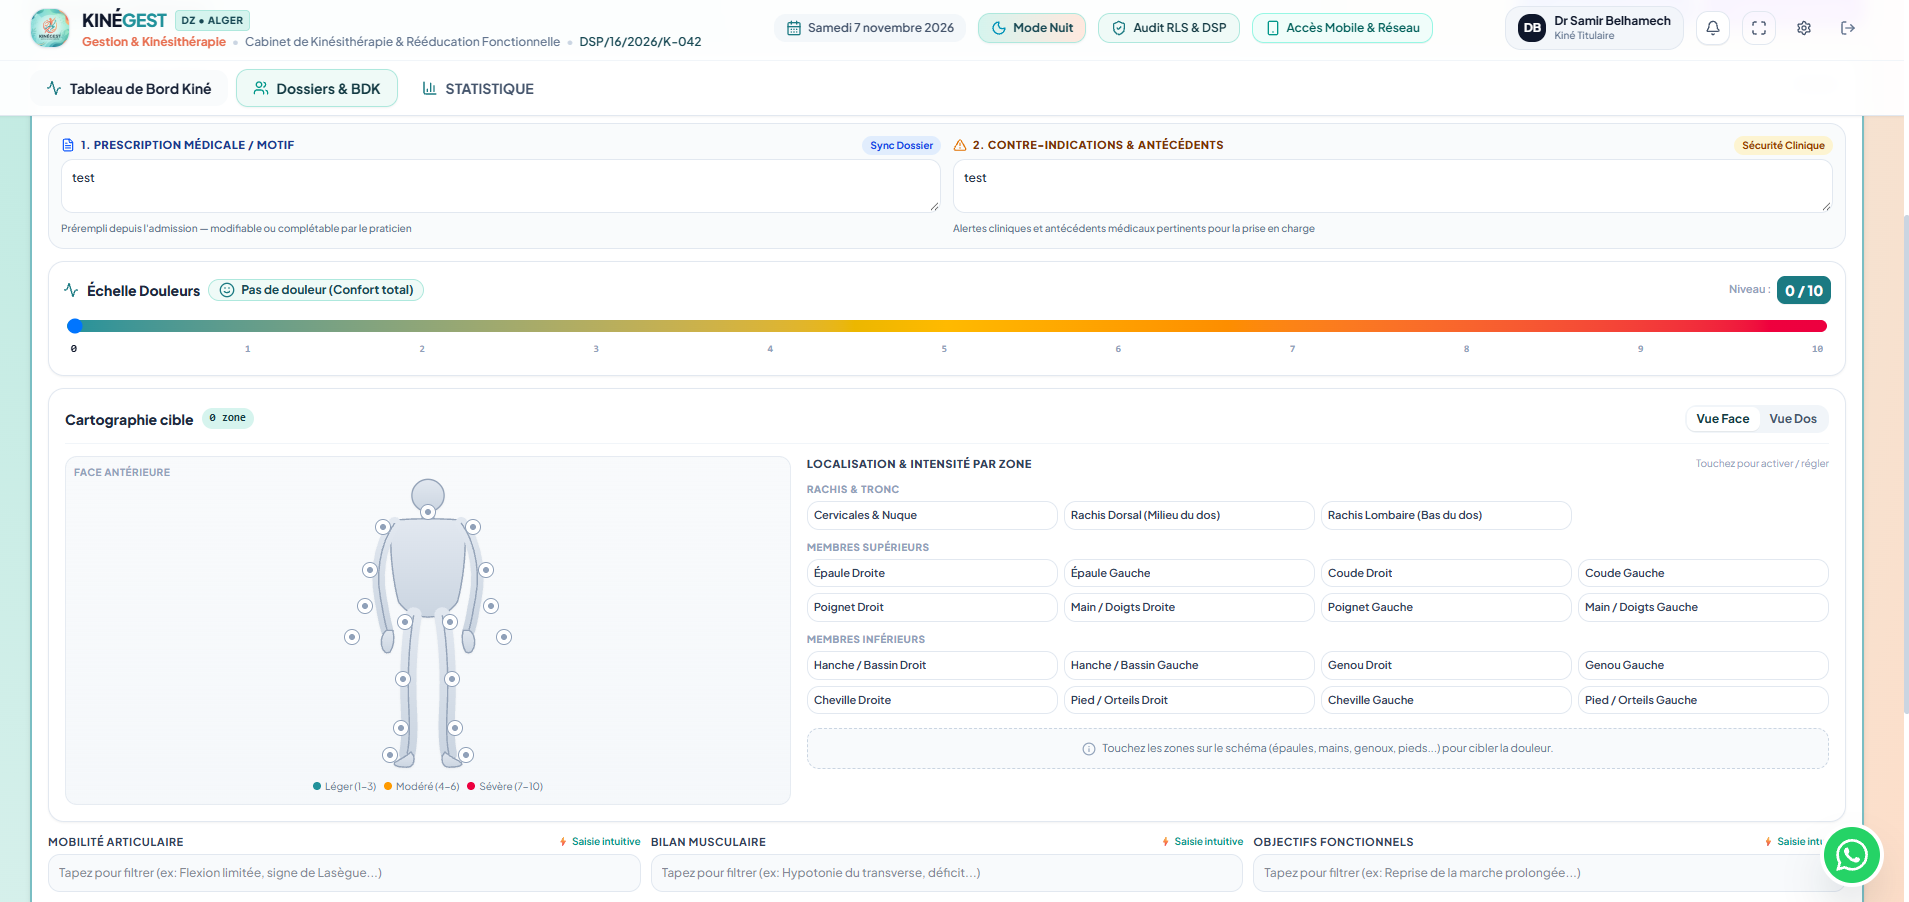 KINÉGEST DZ • ALGER
Gestion & Kinésithérapie • Cabinet de Kinésithérapie & Rééducation Fonctionnelle • DSP/16/2026/K-042
Samedi 7 novembre 2026
Mode Nuit
Audit RLS & DSP
Accès Mobile & Réseau
DB
Dr Samir Belhamech
Kiné Titulaire
Tableau de Bord Kiné
Dossiers & BDK
STATISTIQUE
1. PRESCRIPTION MÉDICALE / MOTIF
Sync Dossier
test
Prérempli depuis l'admission — modifiable ou complétable par le praticien
2. CONTRE-INDICATIONS & ANTÉCÉDENTS
Sécurité Clinique
test
Alertes cliniques et antécédents médicaux pertinents pour la prise en charge
Échelle Douleurs
Pas de douleur (Confort total)
Niveau :
0 / 10
0 1 2 3 4 5 6 7 8 9 10
Cartographie cible
0 zone
Vue Face
Vue Dos
FACE ANTÉRIEURE
Léger (1–3) Modéré (4–6) Sévère (7–10)
LOCALISATION & INTENSITÉ PAR ZONE
Touchez pour activer / régler
RACHIS & TRONC
Cervicales & Nuque
Rachis Dorsal (Milieu du dos)
Rachis Lombaire (Bas du dos)
MEMBRES SUPÉRIEURS
Épaule Droite
Épaule Gauche
Coude Droit
Coude Gauche
Poignet Droit
Main / Doigts Droite
Poignet Gauche
Main / Doigts Gauche
MEMBRES INFÉRIEURS
Hanche / Bassin Droit
Hanche / Bassin Gauche
Genou Droit
Genou Gauche
Cheville Droite
Pied / Orteils Droit
Cheville Gauche
Pied / Orteils Gauche
Touchez les zones sur le schéma (épaules, mains, genoux, pieds...) pour cibler la douleur.
MOBILITÉ ARTICULAIRE
Saisie intuitive
Tapez pour filtrer (ex: Flexion limitée, signe de Lasègue...)
BILAN MUSCULAIRE
Saisie intuitive
Tapez pour filtrer (ex: Hypotonie du transverse, déficit...)
OBJECTIFS FONCTIONNELS
Saisie intu
Tapez pour filtrer (ex: Reprise de la marche prolongée...)